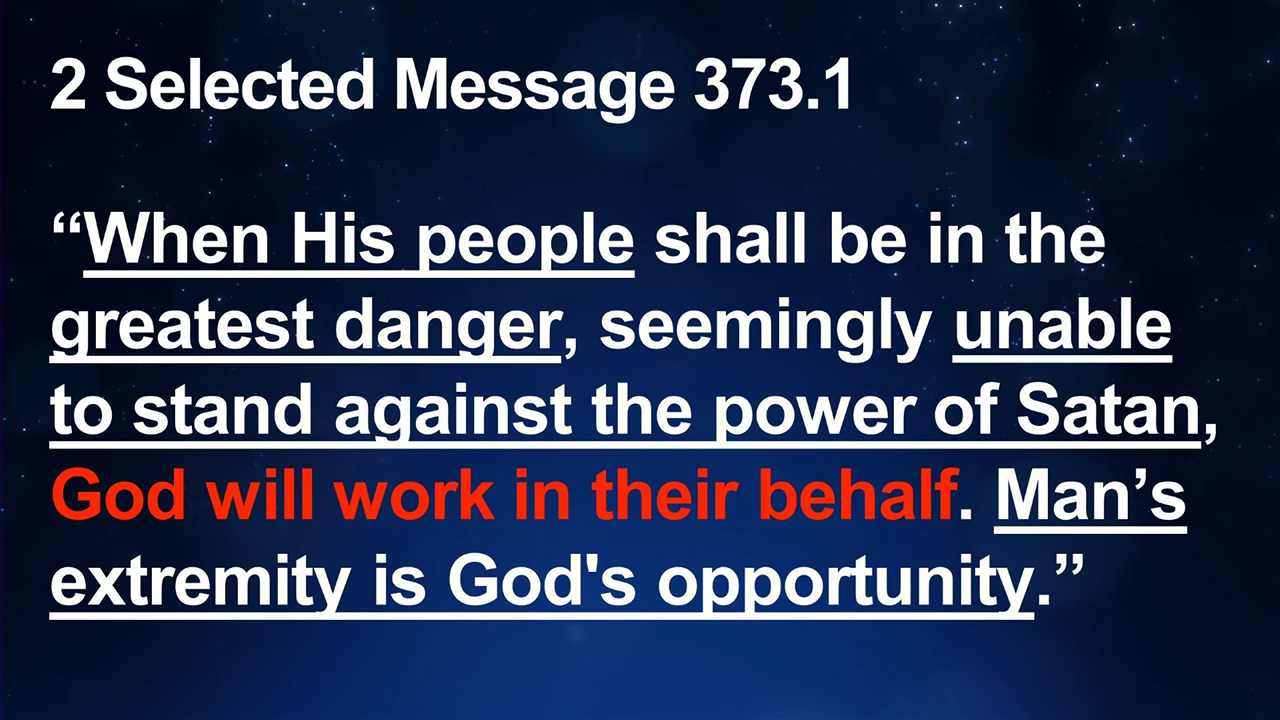 2 Selected Message 373.1
“When His people shall be in the
greatest danger, seemingly unable
to stand against the power of Satan,
God will work in their behalf. Man’s
extremity is God's opportunity.”